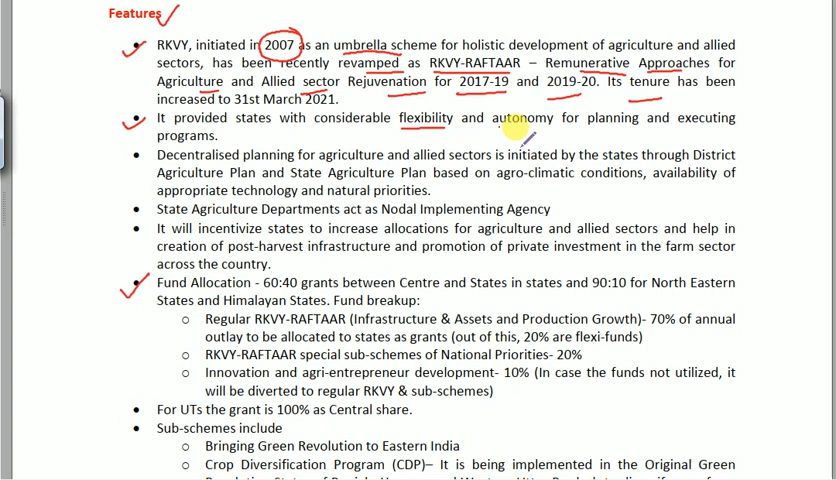 Features
• RKVY, initiated in 2007 as an umbrella scheme for holistic development of agriculture and allied
sectors, has been recently revamped as RKVY-RAFTAAR – Remunerative Approaches for
Agriculture and Allied sector Rejuvenation for 2017-19 and 2019-20. Its tenure has been
increased to 31st March 2021.
• It provided states with considerable flexibility and autonomy for planning and executing
programs.
• Decentralised planning for agriculture and allied sectors is initiated by the states through District
Agriculture Plan and State Agriculture Plan based on agro-climatic conditions, availability of
appropriate technology and natural priorities.
• State Agriculture Departments act as Nodal Implementing Agency
• It will incentivize states to increase allocations for agriculture and allied sectors and help in
creation of post-harvest infrastructure and promotion of private investment in the farm sector
across the country.
• Fund Allocation - 60:40 grants between Centre and States in states and 90:10 for North Eastern
States and Himalayan States. Fund breakup:
o Regular RKVY-RAFTAAR (Infrastructure & Assets and Production Growth)- 70% of annual
outlay to be allocated to states as grants (out of this, 20% are flexi-funds)
o RKVY-RAFTAAR special sub-schemes of National Priorities- 20%
o Innovation and agri-entrepreneur development- 10% (In case the funds not utilized, it
will be diverted to regular RKVY & sub-schemes)
• For UTs the grant is 100% as Central share.
• Sub-schemes include
o Bringing Green Revolution to Eastern India
o Crop Diversification Program (CDP)– It is being implemented in the Original Green